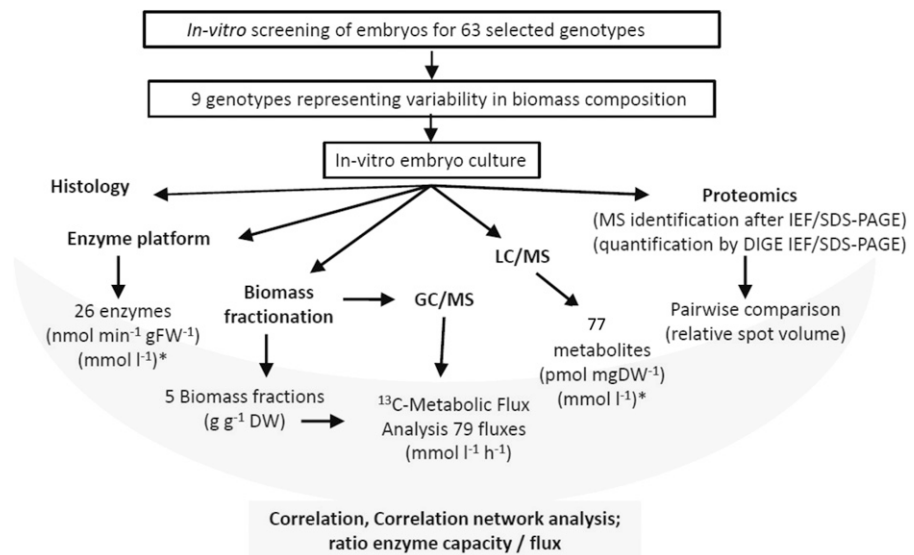 In-vitro screening of embryos for 63 selected genotypes
9 genotypes representing variability in biomass composition
In-vitro embryo culture
Histology
Proteomics
(MS identification after IEF/SDS-PAGE)
(quantification by DIGE IEF/SDS-PAGE)
Enzyme platform
LC/MS
Biomass
fractionation
GC/MS
26 enzymes
(nmol min⁻¹ gFW⁻¹)
(mmol l⁻¹)*
77
metabolites
(pmol mgDW⁻¹)
(mmol l⁻¹)*
Pairwise comparison
(relative spot volume)
5 Biomass fractions
(g g⁻¹ DW)
¹³C-Metabolic Flux
Analysis 79 fluxes
(mmol l⁻¹ h⁻¹)
Correlation, Correlation network analysis;
ratio enzyme capacity / flux